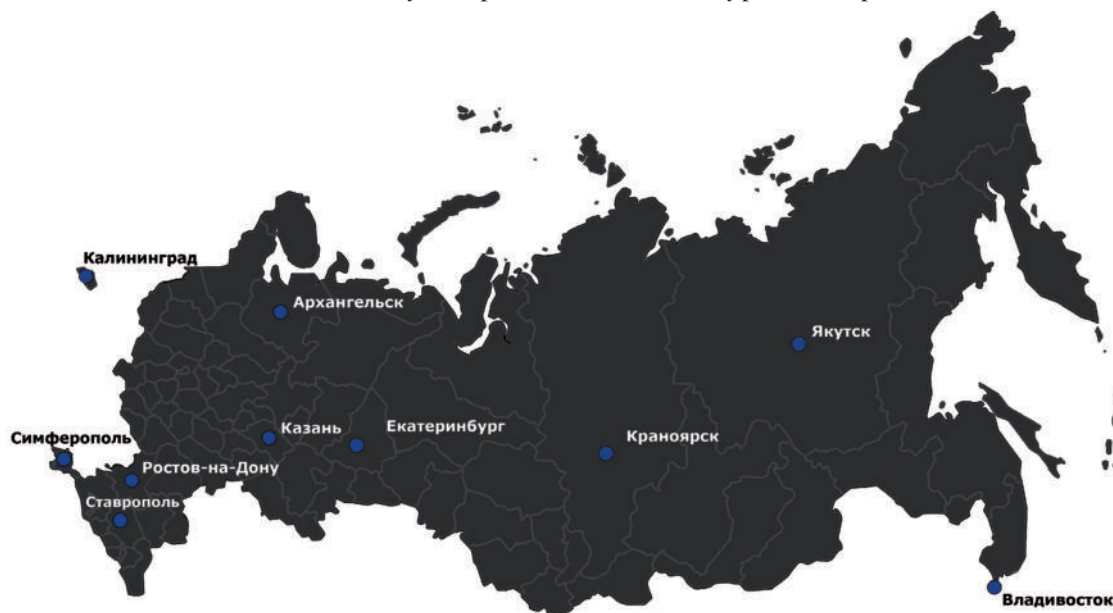 Калининград
Архангельск
Якутск
Казань
Екатеринбург
Краноярск
Симферополь
Ростов-на-Дону
Ставрополь
Владивосток